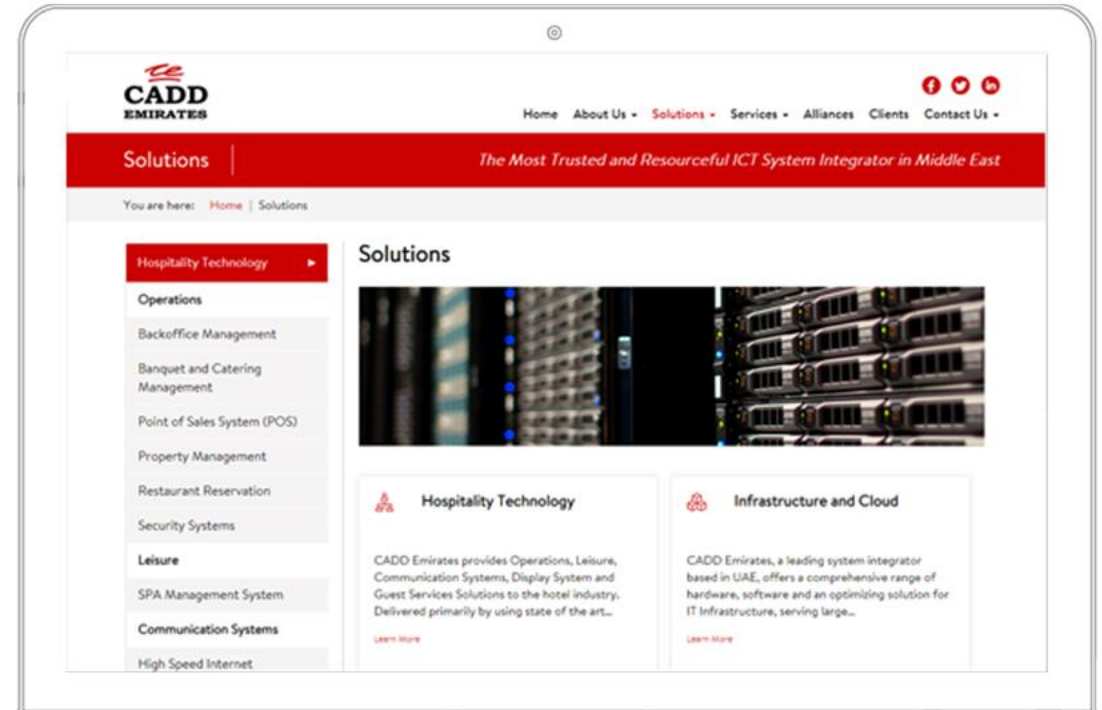 CADD
EMIRATES
Home About Us Solutions Services Alliances Clients Contact Us
Solutions
The Most Trusted and Resourceful ICT System Integrator in Middle East
You are here: Home | Solutions
Hospitality Technology
Operations
Backoffice Management
Banquet and Catering
Management
Point of Sales System (POS)
Property Management
Restaurant Reservation
Security Systems
Leisure
SPA Management System
Communication Systems
High Speed Internet
Solutions
Hospitality Technology
CADD Emirates provides Operations, Leisure,
Communication Systems, Display System and
Guest Services Solutions to the hotel industry.
Delivered primarily by using state of the art...
Learn More
Infrastructure and Cloud
CADD Emirates, a leading system integrator
based in UAE, offers a comprehensive range of
hardware, software and an optimizing solution for
IT Infrastructure, serving large...
Learn More